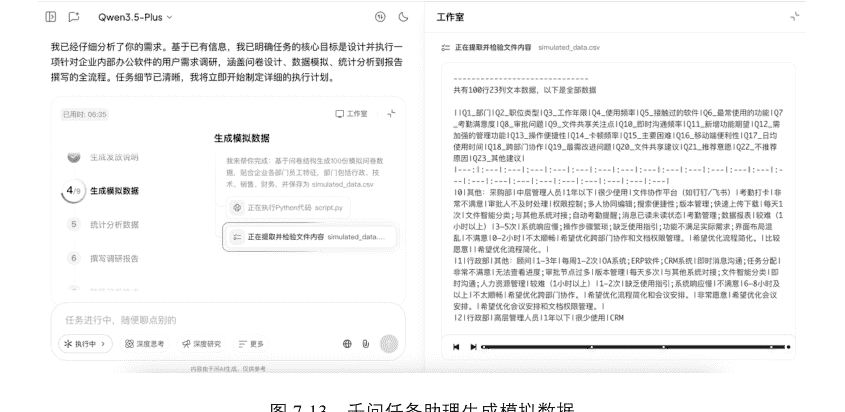 Qwen3.5-Plus
我已经仔细分析了你的需求。基于已有信息，我已明确任务的核心目标是设计并执行一
项针对企业内部办公软件的用户需求调研，涵盖问卷设计、数据模拟、统计分析到报告
撰写的全流程。任务细节已清晰，我将立即开始制定详细的执行计划。
已用时: 06:35
工作室
生成发放说明
4/9 生成模拟数据
5 统计分析数据
6 撰写调研报告
生成模拟数据
我来帮你完成：基于问卷结构生成100份模拟问卷数
据，贴合企业各部门员工特征，部门包括行政、技
术、销售、财务，并保存为 simulated_data.csv
正在执行Python代码 script.py
正在提取并检验文件内容 simulated_data....
任务进行中，随便聊点别的
执行中
深度思考
深度研究
更多
内容由千问AI生成，仅供参考
工作室
正在提取并检验文件内容 simulated_data.csv
------------------------------
共有100行23列文本数据，以下是全部数据
||Q1_部门|Q2_职位类型|Q3_工作年限|Q4_使用频率|Q5_接触过的软件|Q6_最常使用的功能|Q7
_考勤满意度|Q8_审批问题|Q9_文件共享关注点|Q10_即时沟通频率|Q11_新增功能期望|Q12_需
加强的管理功能|Q13_操作便捷性|Q14_卡顿频率|Q15_主要困难|Q16_移动端便利性|Q17_日均
使用时间|Q18_跨部门协作|Q19_最需改进问题|Q20_文件共享建议|Q21_推荐意愿|Q22_不推荐
原因|Q23_其他建议|
|---:|:---|:---|:---|:---|:---|:---|:---|:---|:---|:---|:---|:---|:---|:--
-|:---|:---|:---|:---|:---|:---|:---|:---|:---|
|0|其他: 采购部|中层管理人员|1年以下|很少使用|文件协作平台（如钉钉/飞书）|考勤打卡|非
常不满意|审批人不及时处理|权限控制;多人协同编辑;搜索便捷性;版本管理;快速上传下载|每天1
次|文件智能分类;与其他系统对接;自动考勤提醒;消息已读未读状态|考勤管理;数据报表|较难（1
小时以上）|3-5次|系统响应慢;操作步骤繁琐;缺乏使用指引;功能不满足实际需求;界面布局混
乱|不满意|0-2小时|不太顺畅|希望优化跨部门协作和文档权限管理。|希望优化流程简化。|比较
愿意||希望优化流程简化。|
|1|行政部|其他: 顾问|1-3年|每周1-2次|OA系统;ERP软件;CRM系统|即时消息沟通;任务分配|
非常不满意|无法查看进度;审批节点过多|版本管理|每天多次|与其他系统对接;文件智能分类|即时
沟通;人力资源管理|较难（1小时以上）|1-2次|缺乏使用指引;系统响应慢|不满意|6-8小时及
以上|不太顺畅|希望优化跨部门协作。|希望优化流程简化和会议安排。|非常愿意|希望优化会议安
排。|希望优化会议安排和文档权限管理。|
|2|行政部|高层管理人员|1年以下|很少使用|CRM
图 7-13 千问任务助理生成模拟数据